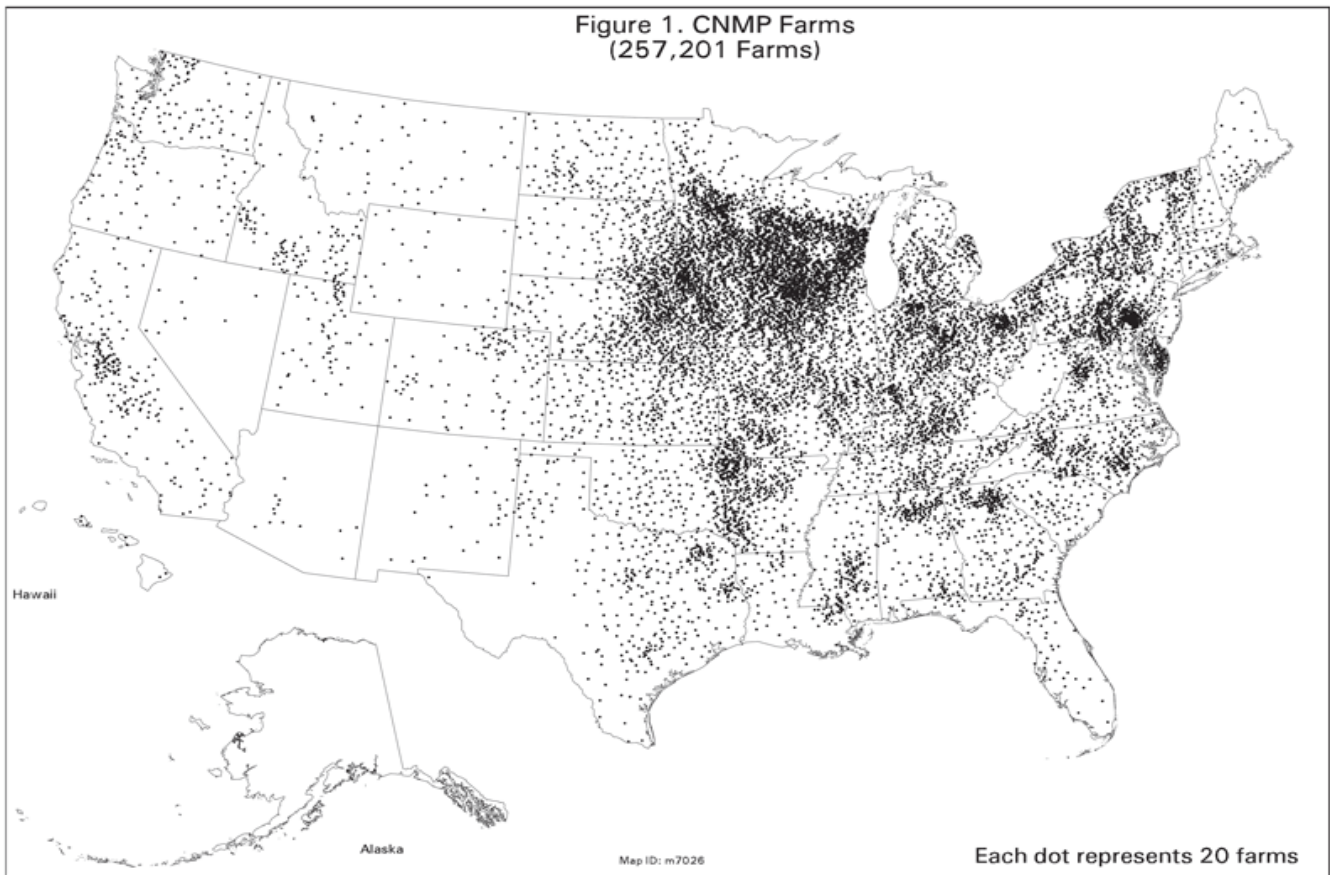 Figure 1. CNMP Farms
(257,201 Farms)
Hawaii
Alaska
Map ID: m7026
Each dot represents 20 farms